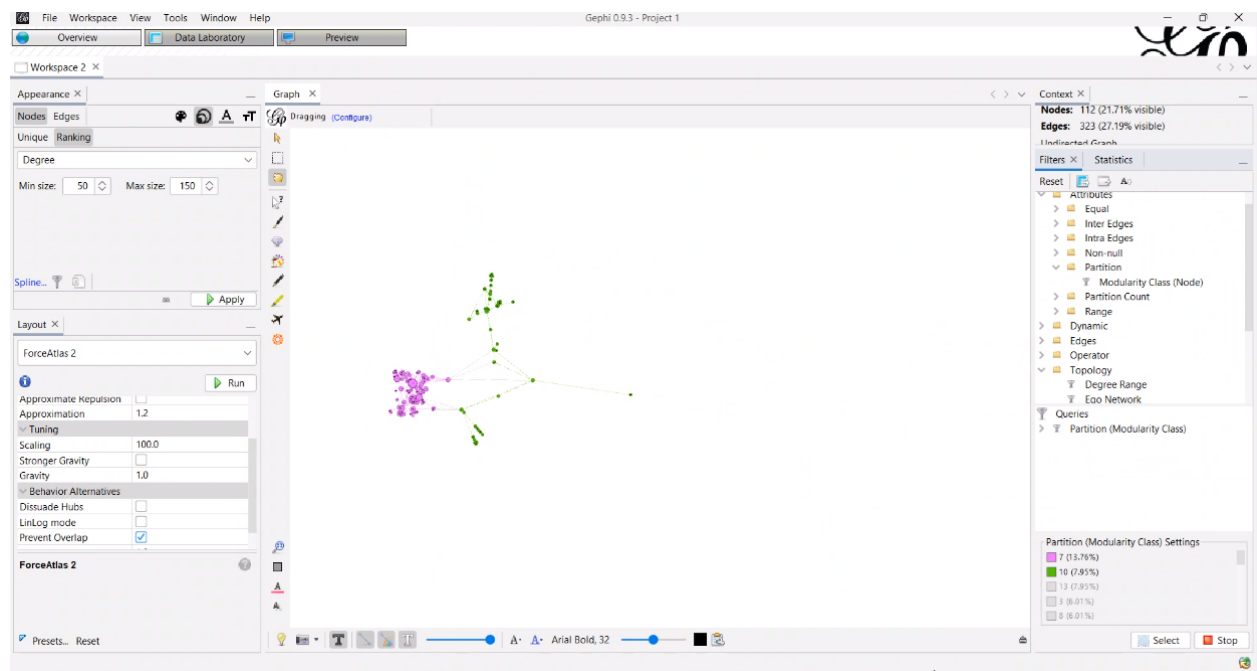 File Workspace View Tools Window Help
Gephi 0.9.3 - Project 1
Overview
Data Laboratory
Preview
Workspace 2
Appearance
Nodes Edges
Unique Ranking
Degree
Min size: 50 Max size: 150
Spline...
Apply
Layout
ForceAtlas 2
Run
Approximate Repulsion
Approximation 1.2
Tuning
Scaling 100.0
Stronger Gravity
Gravity 1.0
Behavior Alternatives
Dissuade Hubs
LinLog mode
Prevent Overlap
ForceAtlas 2
Presets... Reset
Graph
Dragging (Configure)
Arial Bold, 32
Context
Nodes: 112 (21.71% visible)
Edges: 323 (27.19% visible)
Undirected Graph
Filters Statistics
Reset
Attributes
Equal
Inter Edges
Intra Edges
Non-null
Partition
Modularity Class (Node)
Partition Count
Range
Dynamic
Edges
Operator
Topology
Degree Range
Ego Network
Queries
Partition (Modularity Class)
Partition (Modularity Class) Settings
7 (13.76%)
10 (7.95%)
13 (7.95%)
(6.01%)
8 (6.01%)
Select Stop